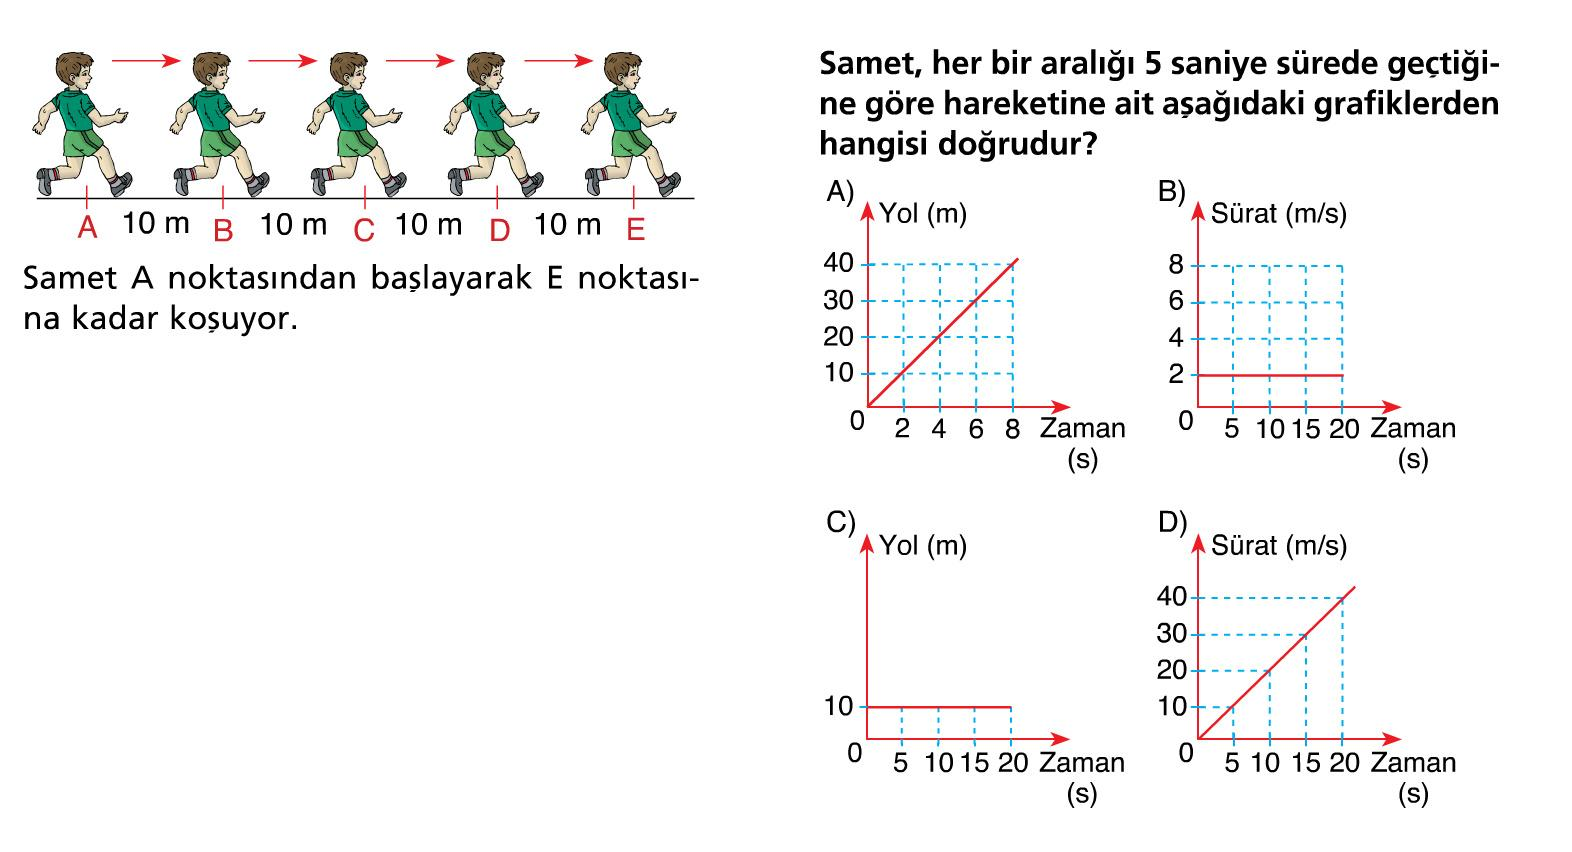 A 10 m B 10 m C 10 m D 10 m E
Samet A noktasından başlayarak E noktası-
na kadar koşuyor.
Samet, her bir aralığı 5 saniye sürede geçtiği-
ne göre hareketine ait aşağıdaki grafiklerden
hangisi doğrudur?
A)
Yol (m)
40
30
20
10
0
2 4 6 8 Zaman
(s)
B)
Sürat (m/s)
8
6
4
2
0
5 10 15 20 Zaman
(s)
C)
Yol (m)
10
0
5 10 15 20 Zaman
(s)
D)
Sürat (m/s)
40
30
20
10
0
5 10 15 20 Zaman
(s)